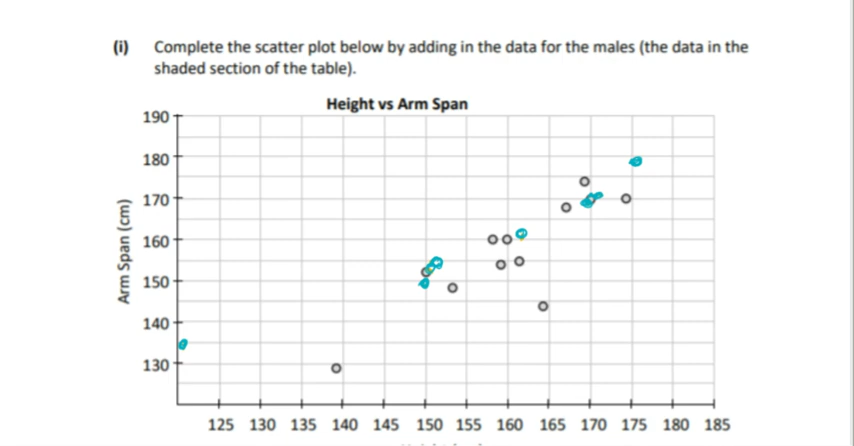 (i) Complete the scatter plot below by adding in the data for the males (the data in the
shaded section of the table).
Height vs Arm Span
190
180
170
160
150
140
130
Arm Span (cm)
125 130 135 140 145 150 155 160 165 170 175 180 185